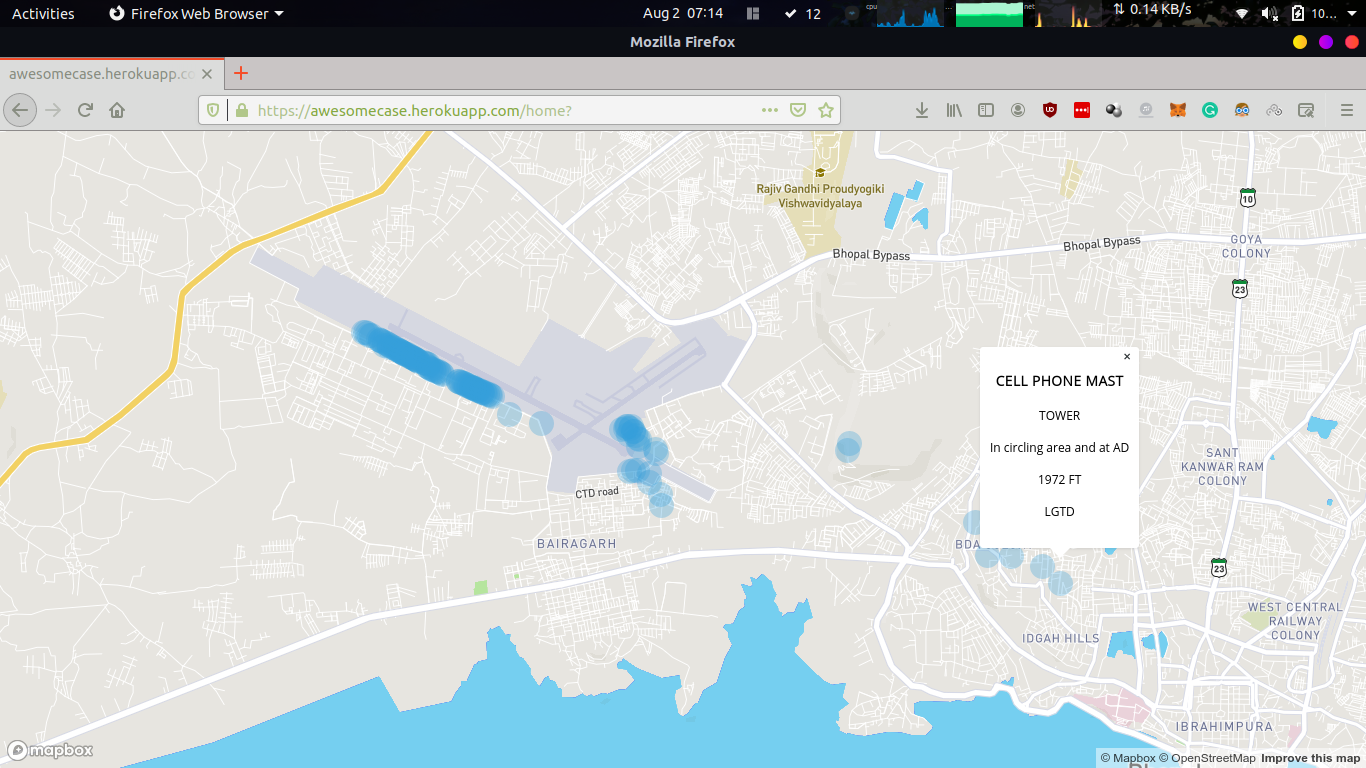 Activities
Firefox Web Browser
Aug 2 07:14
12
cpu
...
net
0.14 KB/s
10...
Mozilla Firefox
awesomecase.herokuapp.co
https://awesomecase.herokuapp.com/home?
Rajiv Gandhi Proudyogiki
Vishwavidyalaya
10
Bhopal Bypass
Bhopal Bypass
GOYA
COLONY
23
CELL PHONE MAST
TOWER
In circling area and at AD
1972 FT
LGTD
SANT
KANWAR RAM
COLONY
CTD road
BAIRAGARH
BDA
23
WEST CENTRAL
RAILWAY
COLONY
IDGAH HILLS
IBRAHIMPURA
mapbox
© Mapbox © OpenStreetMap Improve this map